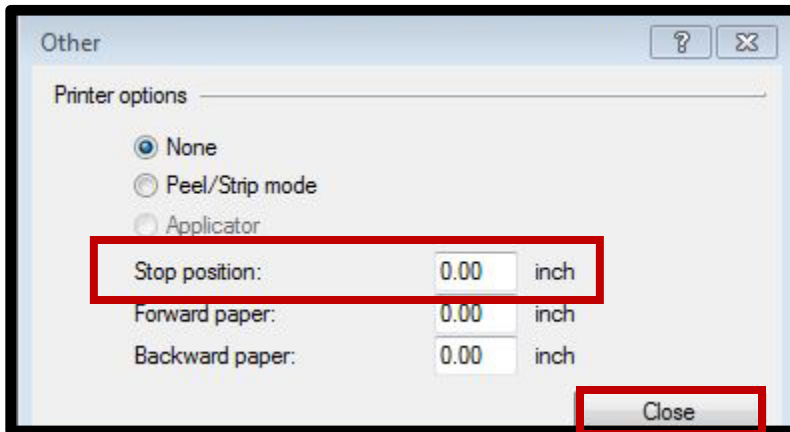 Other
Printer options
None
Peel/Strip mode
Applicator
Stop position: 0.00 inch
Forward paper: 0.00 inch
Backward paper: 0.00 inch
Close